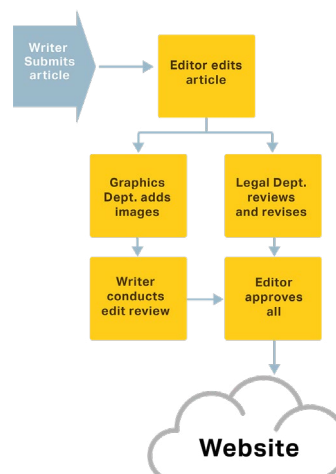 Writer
Submits
article
Editor edits
article
Graphics
Dept. adds
images
Legal Dept.
reviews
and revises
Writer
conducts
edit review
Editor
approves
all
Website